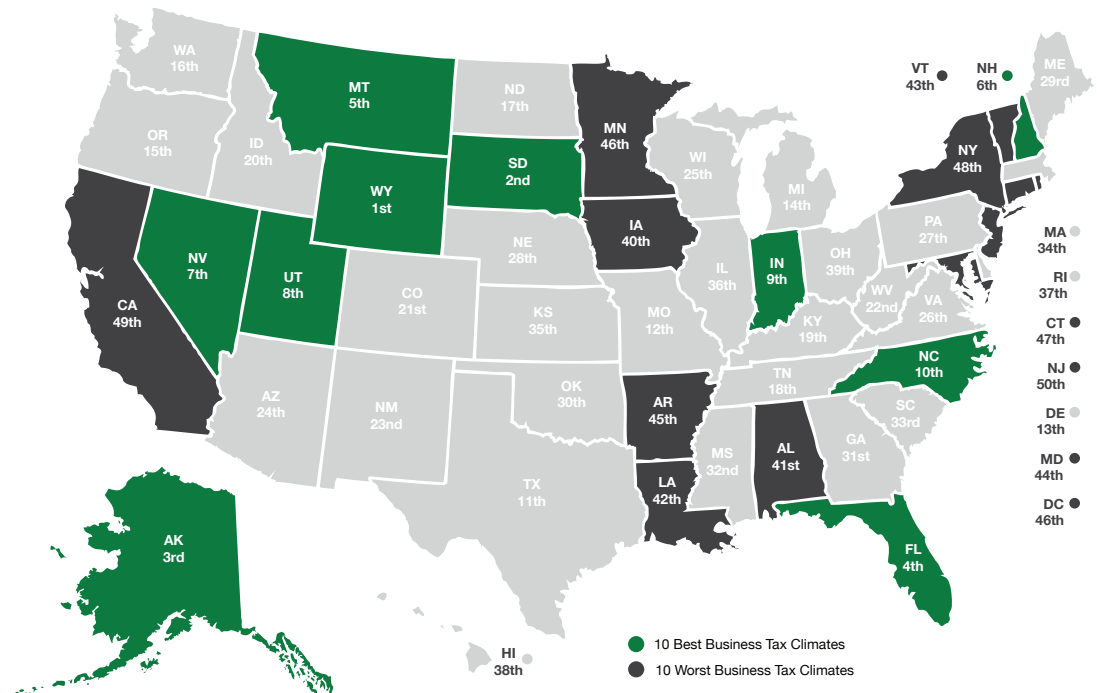 WA
16th
MT
5th
ND
17th
MN
46th
VT
43th
NH
6th
ME
29rd
OR
15th
ID
20th
WY
1st
SD
2nd
WI
25th
MI
14th
NY
48th
CA
49th
NV
7th
UT
8th
CO
21st
NE
28th
IA
40th
IL
36th
IN
9th
OH
39th
PA
27th
WV
22nd
VA
26th
MA
34th
RI
37th
CT
47th
NJ
50th
DE
13th
MD
44th
DC
46th
KS
35th
MO
12th
KY
19th
NC
10th
TN
18th
SC
33rd
AZ
24th
NM
23nd
OK
30th
AR
45th
MS
32nd
AL
41st
GA
31st
TX
11th
LA
42th
FL
4th
AK
3rd
HI
38th
10 Best Business Tax Climates
10 Worst Business Tax Climates